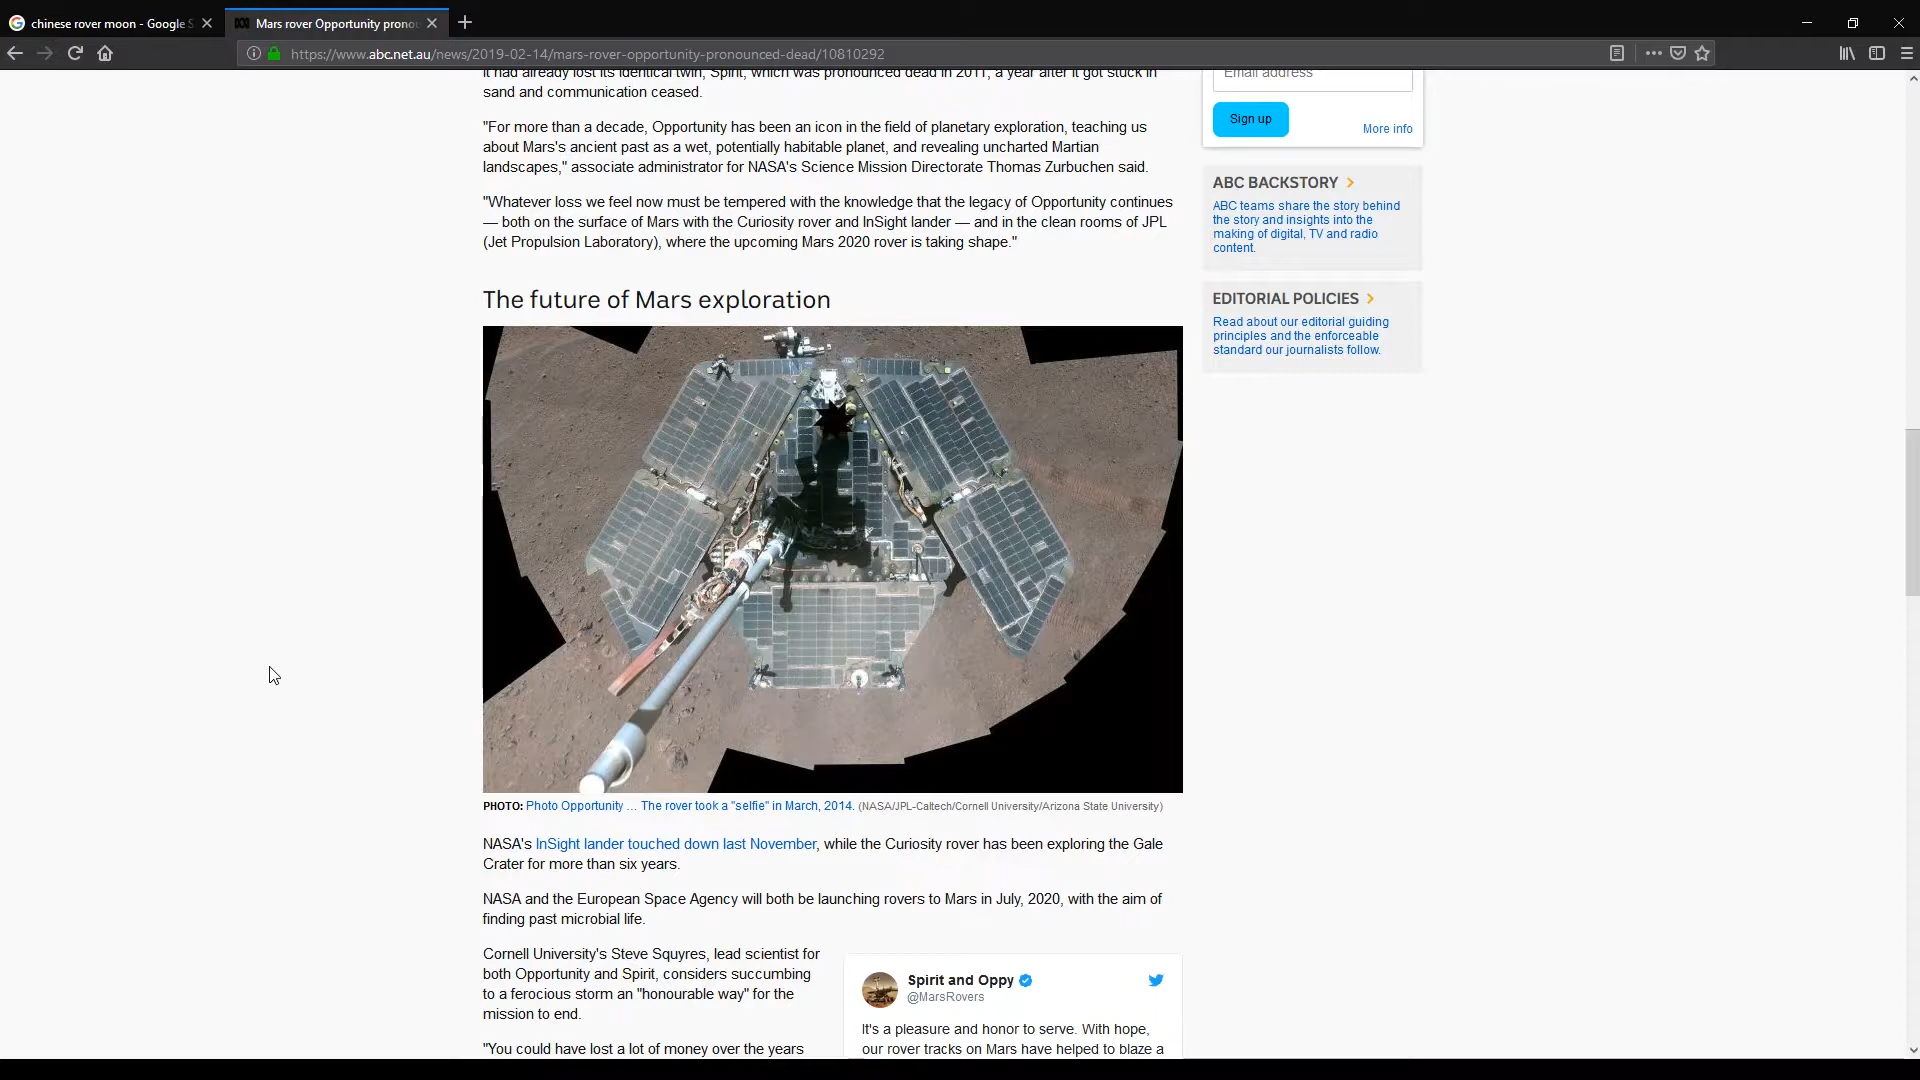 chinese rover moon - Google S
Mars rover Opportunity prono
https://www.abc.net.au/news/2019-02-14/mars-rover-opportunity-pronounced-dead/10810292
it had already lost its identical twin, Spirit, which was pronounced dead in 2011, a year after it got stuck in
sand and communication ceased.
"For more than a decade, Opportunity has been an icon in the field of planetary exploration, teaching us
about Mars's ancient past as a wet, potentially habitable planet, and revealing uncharted Martian
landscapes," associate administrator for NASA's Science Mission Directorate Thomas Zurbuchen said.
"Whatever loss we feel now must be tempered with the knowledge that the legacy of Opportunity continues
— both on the surface of Mars with the Curiosity rover and InSight lander — and in the clean rooms of JPL
(Jet Propulsion Laboratory), where the upcoming Mars 2020 rover is taking shape."
The future of Mars exploration
PHOTO: Photo Opportunity ... The rover took a "selfie" in March, 2014. (NASA/JPL-Caltech/Cornell University/Arizona State University)
NASA's InSight lander touched down last November, while the Curiosity rover has been exploring the Gale
Crater for more than six years.
NASA and the European Space Agency will both be launching rovers to Mars in July, 2020, with the aim of
finding past microbial life.
Cornell University's Steve Squyres, lead scientist for
both Opportunity and Spirit, considers succumbing
to a ferocious storm an "honourable way" for the
mission to end.
"You could have lost a lot of money over the years
Spirit and Oppy
@MarsRovers
It's a pleasure and honor to serve. With hope,
our rover tracks on Mars have helped to blaze a
Email address
Sign up
More info
ABC BACKSTORY
ABC teams share the story behind
the story and insights into the
making of digital, TV and radio
content.
EDITORIAL POLICIES
Read about our editorial guiding
principles and the enforceable
standard our journalists follow.